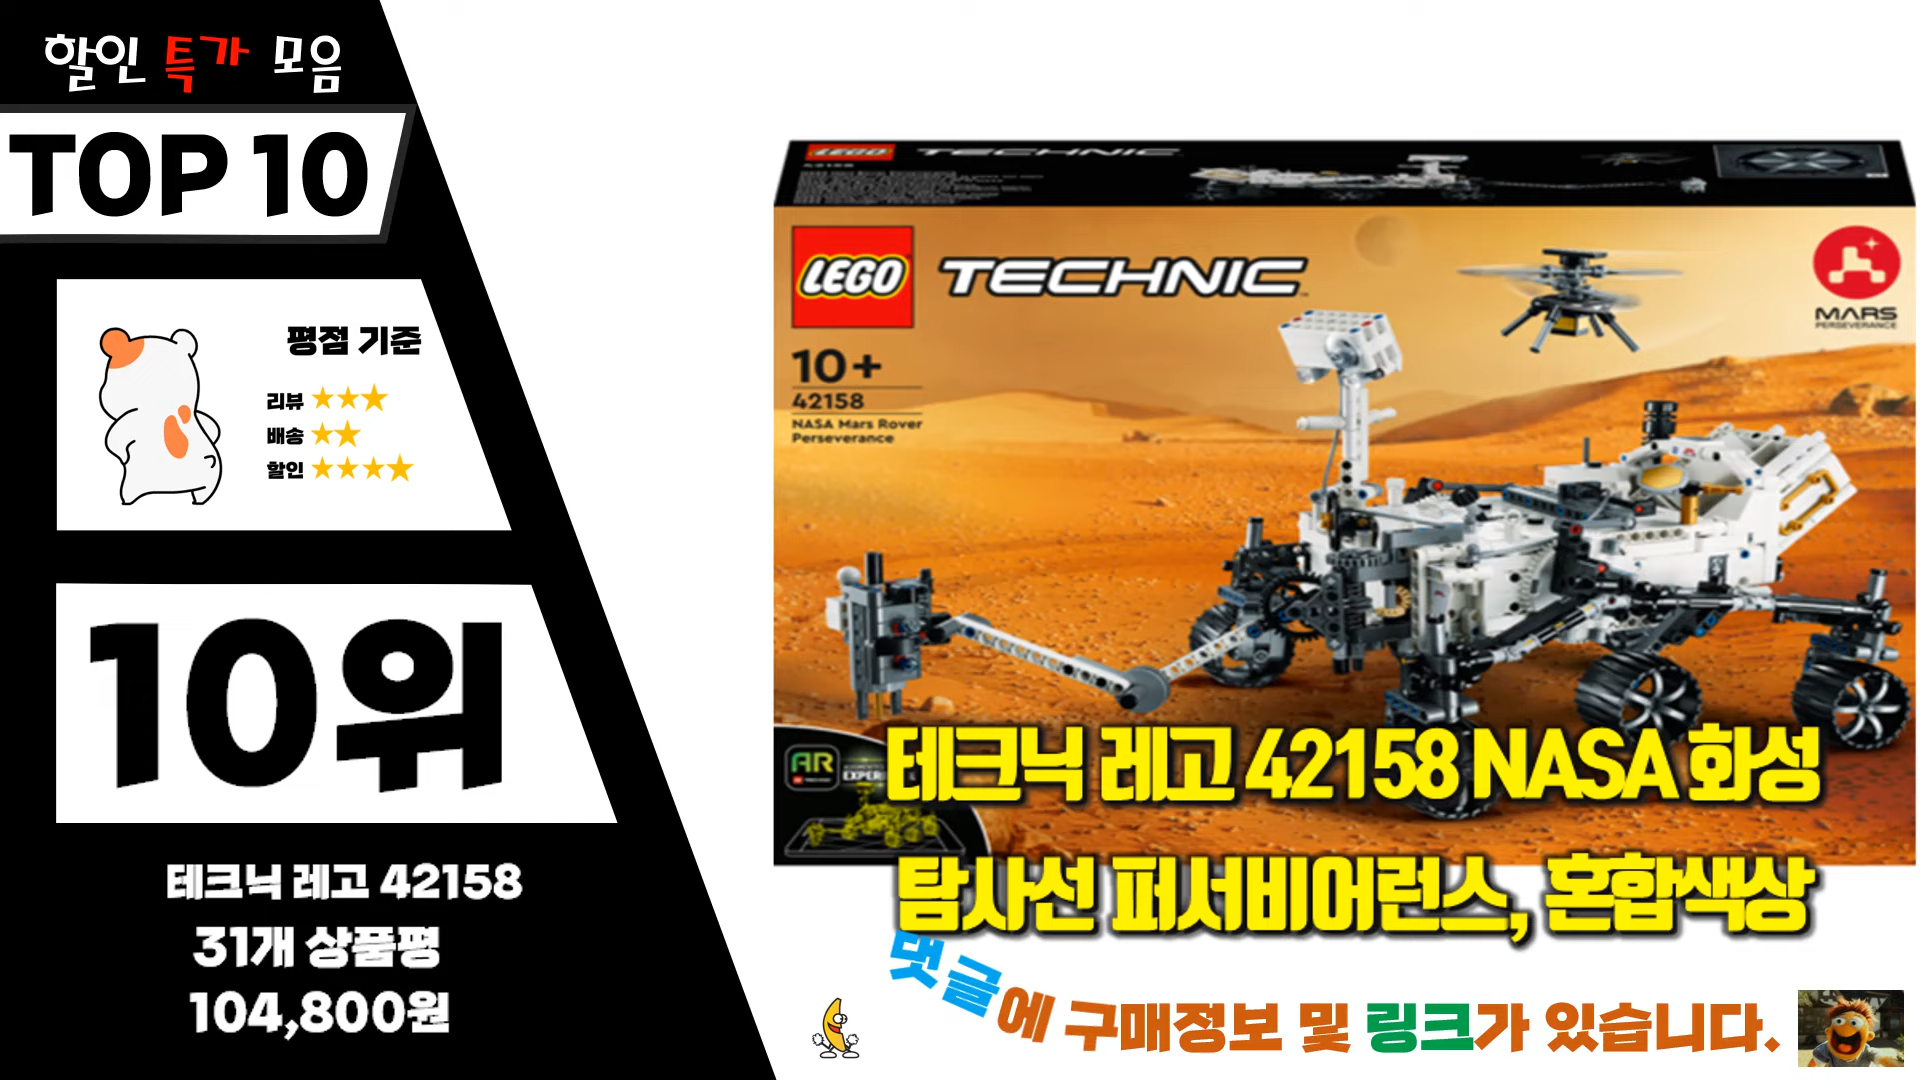 할인 특가 모음
TOP 10
평점 기준
리뷰 ★★★
배송 ★★
할인 ★★★★
10위
테크닉 레고 42158
31개 상품평
104,800원
LEGO TECHNIC
42158
LEGO TECHNIC
MARS
PERSEVERANCE
10+
42158
NASA Mars Rover
Perseverance
AR
테크닉 레고 42158 NASA 화성
탐사선 퍼서비어런스, 혼합색상
댓글에 구매정보 및 링크가 있습니다.